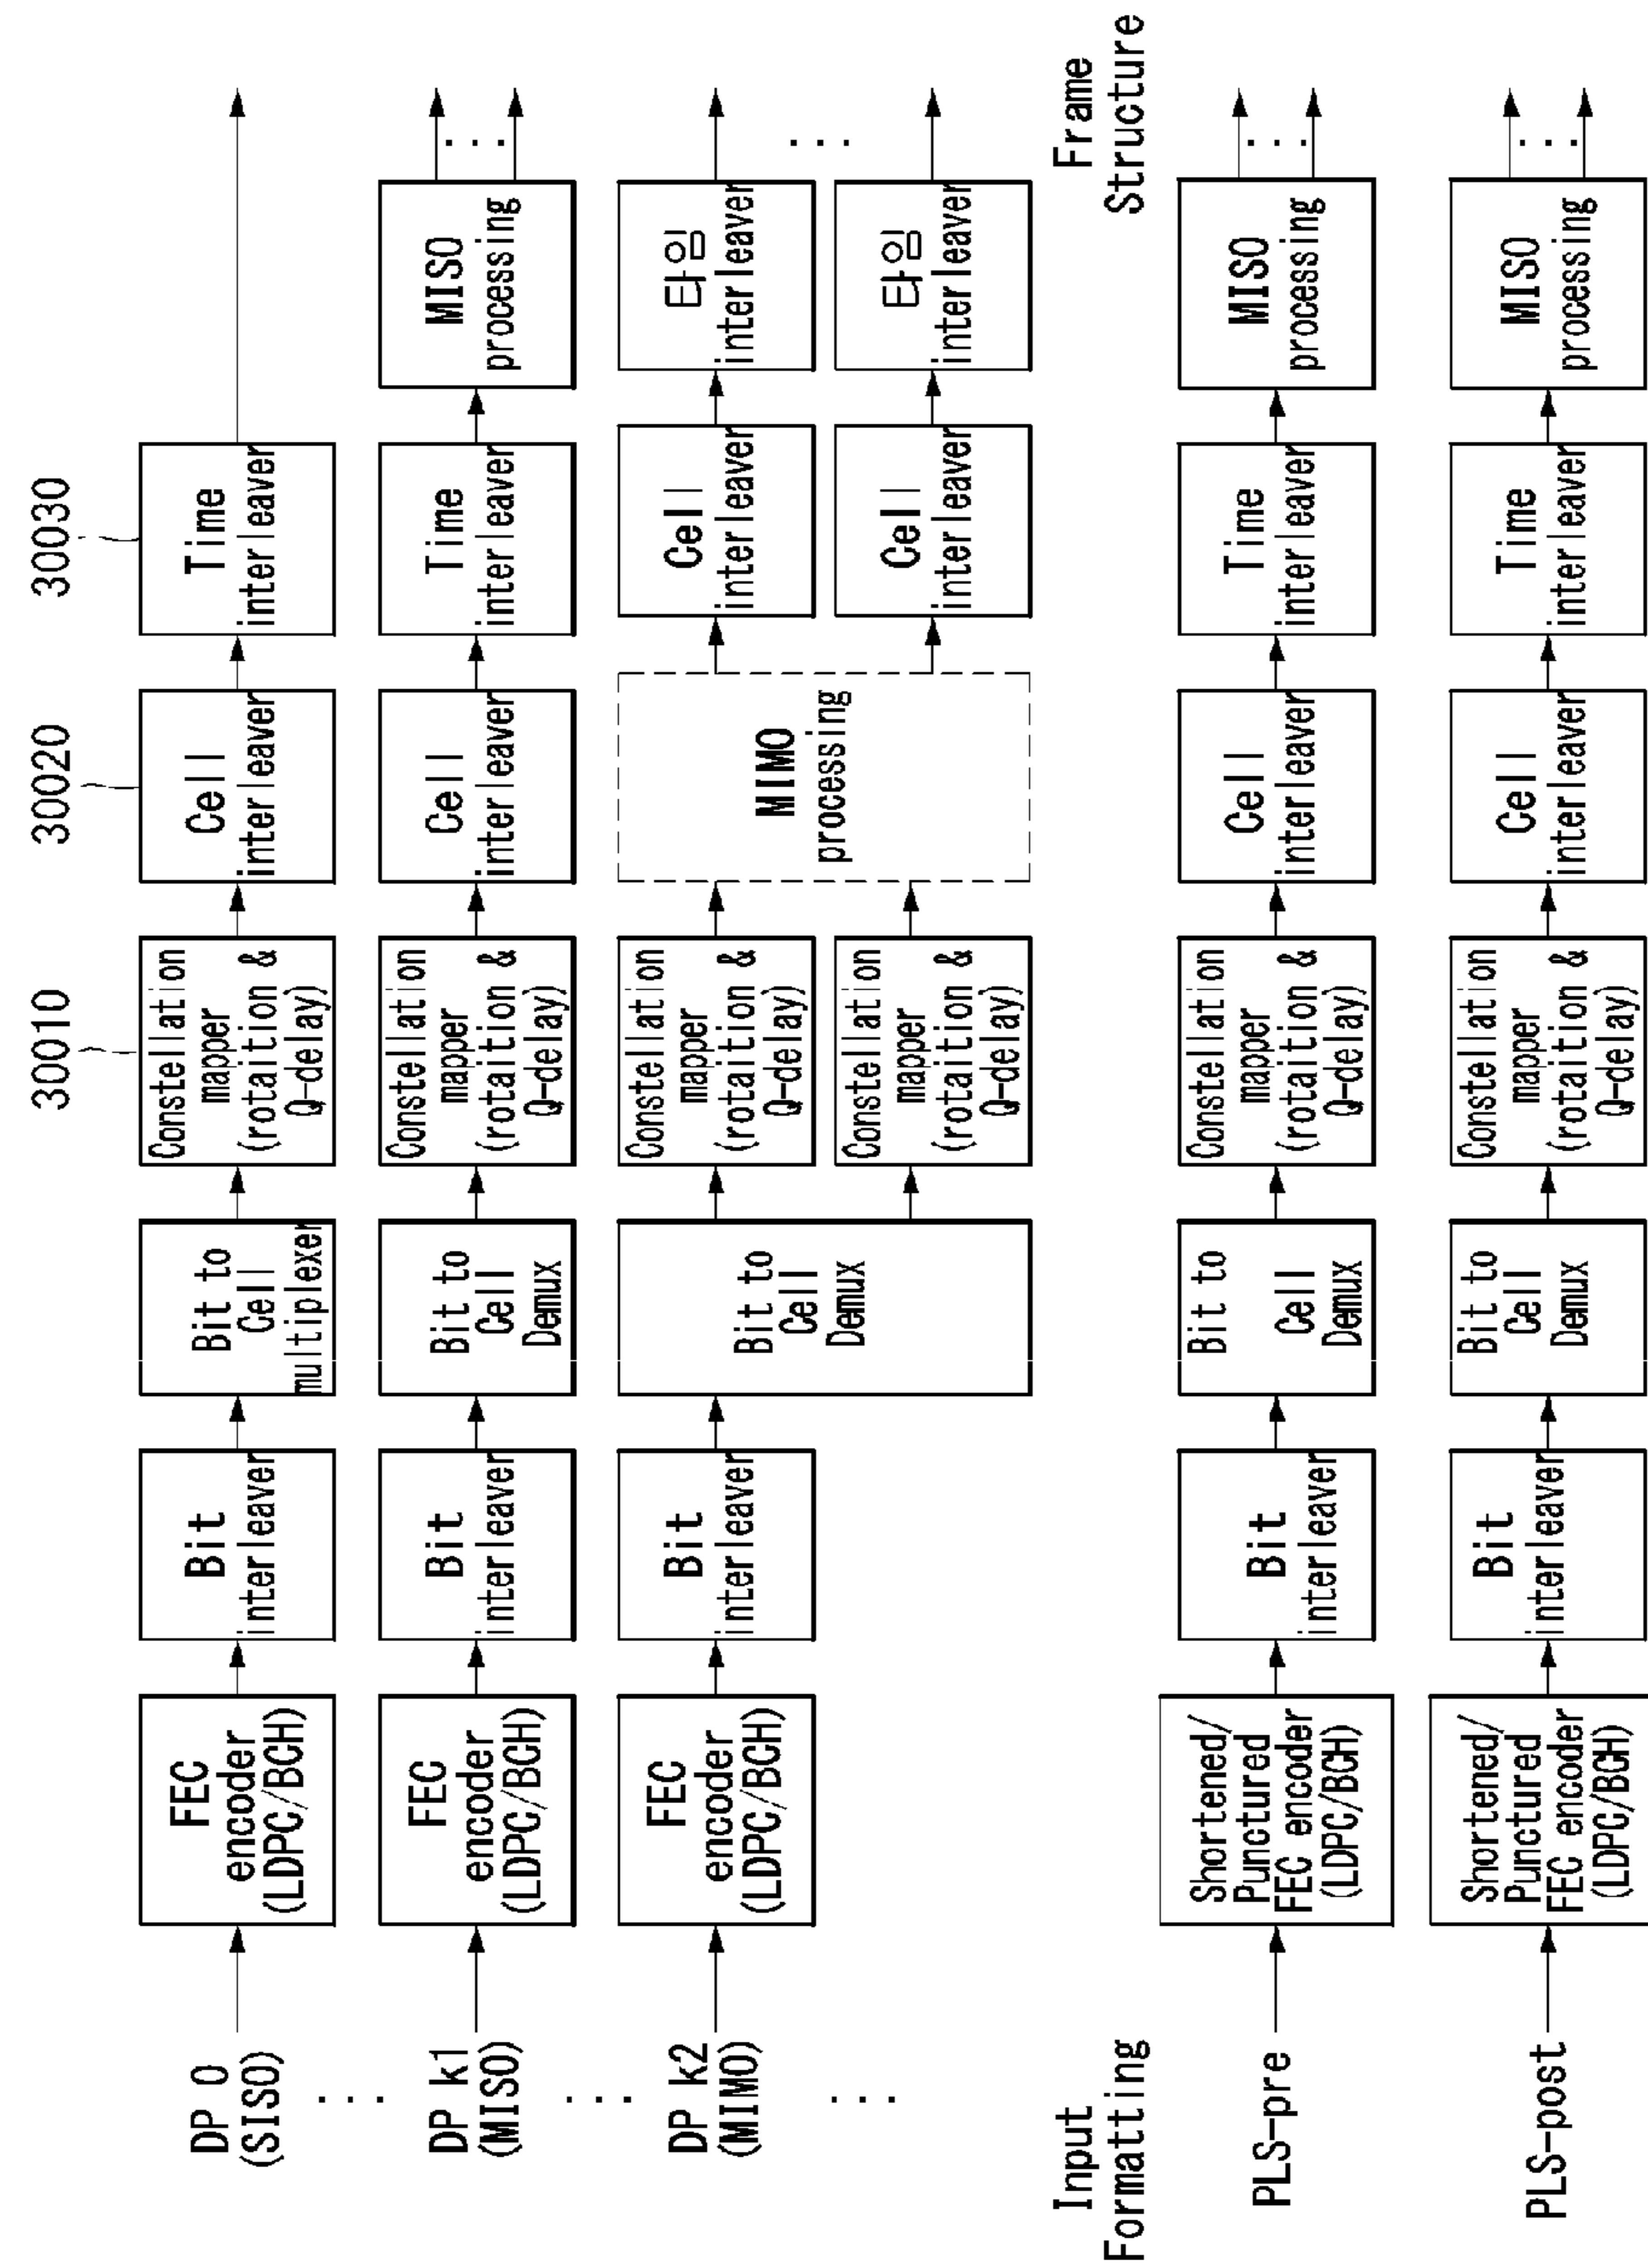 30010
30020
30030
DP 0
(SISO)
FEC
encoder
(LDPC/BCH)
Bit
interleaver
Bit to
Cell
multiplexer
Constellation
mapper
(rotaition &
Q-delay)
Cell
interleaver
Time
interleaver
...
DP k1
(MISO)
FEC
encoder
(LDPC/BCH)
Bit
interleaver
Bit to
Cell
Demux
Constellation
mapper
(rotaition &
Q-delay)
Cell
interleaver
Time
interleaver
MISO
processing
...
...
DP k2
(MIMO)
FEC
encoder
(LDPC/BCH)
Bit
interleaver
Bit to
Cell
Demux
Constellation
mapper
(rotaition &
Q-delay)
Constellation
mapper
(rotaition &
Q-delay)
MIMO
processing
Cell
interleaver
타임
interleaver
Cell
interleaver
타임
interleaver
...
...
Input
Formatting
Frame
Structure
PLS-pre
Shortened/
Punctured
FEC encoder
(LDPC/BCH)
Bit
interleaver
Bit to
Cell
Demux
Constellation
mapper
(rotaition &
Q-delay)
Cell
interleaver
Time
interleaver
MISO
processing
...
PLS-post
Shortened/
Punctured
FEC encoder
(LDPC/BCH)
Bit
interleaver
Bit to
Cell
Demux
Constellation
mapper
(rotaition &
Q-delay)
Cell
interleaver
Time
interleaver
MISO
processing
...